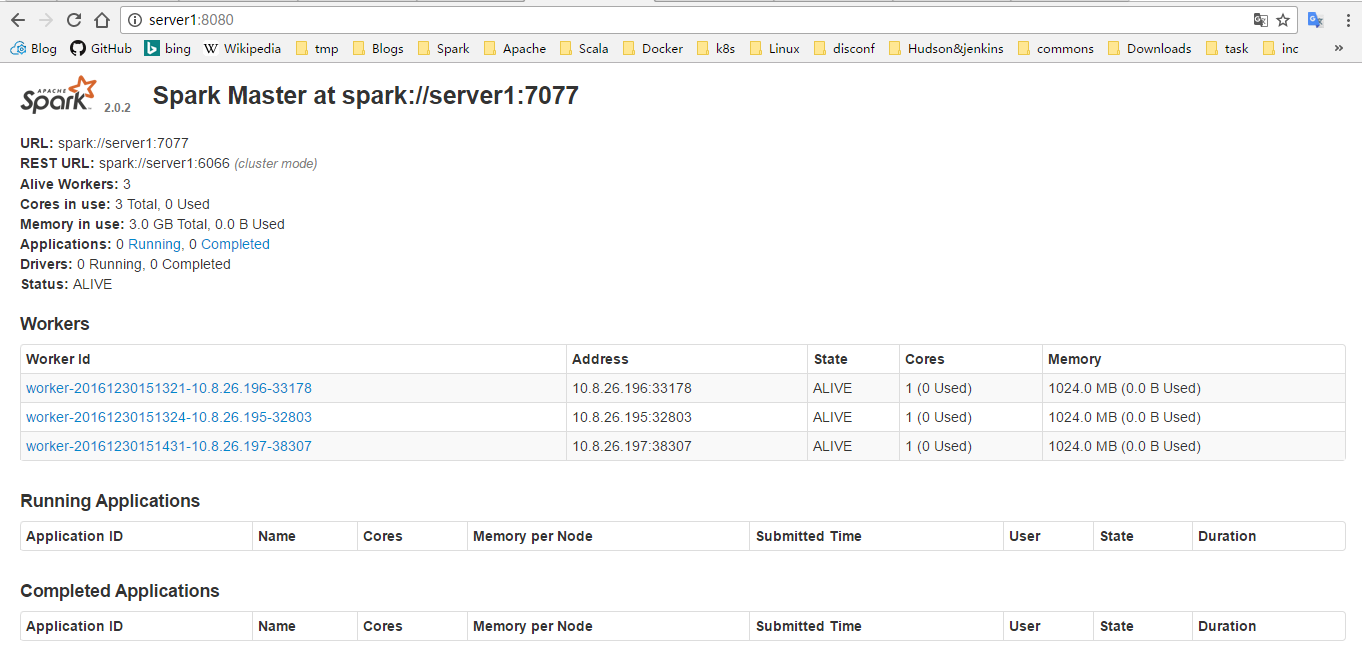 server1:8080
Blog GitHub bing Wikipedia tmp Blogs Spark Apache Scala Docker k8s Linux disconf Hudson&jenkins commons Downloads task inc »
APACHE Spark 2.0.2 Spark Master at spark://server1:7077
URL: spark://server1:7077
REST URL: spark://server1:6066 (cluster mode)
Alive Workers: 3
Cores in use: 3 Total, 0 Used
Memory in use: 3.0 GB Total, 0.0 B Used
Applications: 0 Running, 0 Completed
Drivers: 0 Running, 0 Completed
Status: ALIVE
Workers
Worker Id Address State Cores Memory
worker-20161230151321-10.8.26.196-33178 10.8.26.196:33178 ALIVE 1 (0 Used) 1024.0 MB (0.0 B Used)
worker-20161230151324-10.8.26.195-32803 10.8.26.195:32803 ALIVE 1 (0 Used) 1024.0 MB (0.0 B Used)
worker-20161230151431-10.8.26.197-38307 10.8.26.197:38307 ALIVE 1 (0 Used) 1024.0 MB (0.0 B Used)
Running Applications
Application ID Name Cores Memory per Node Submitted Time User State Duration
Completed Applications
Application ID Name Cores Memory per Node Submitted Time User State Duration